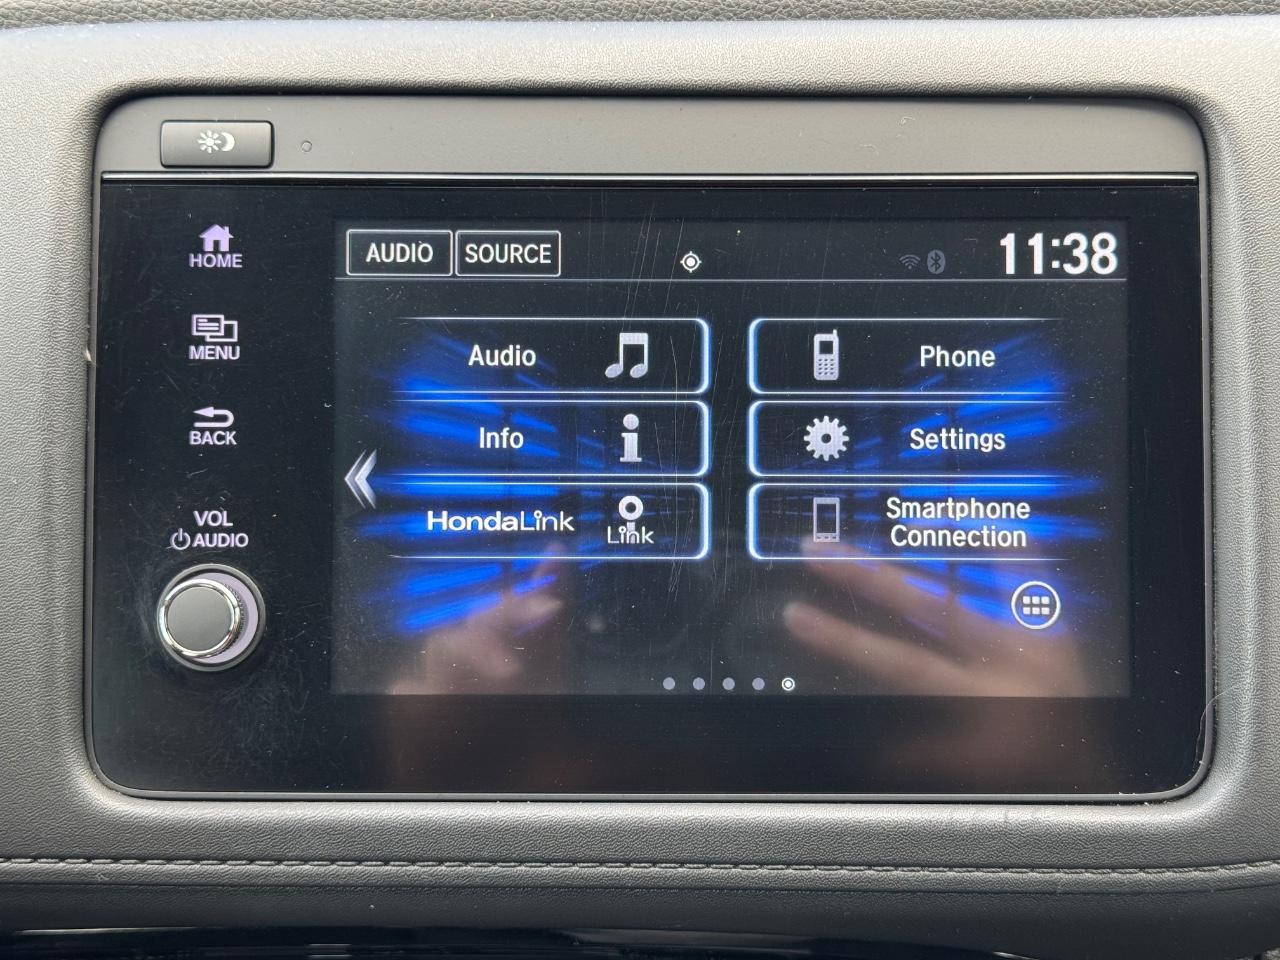 HOME
MENU
BACK
VOL
AUDIO
AUDIO SOURCE 11:38
Audio
Phone
Info
Settings
HondaLink
Link
Smartphone
Connection